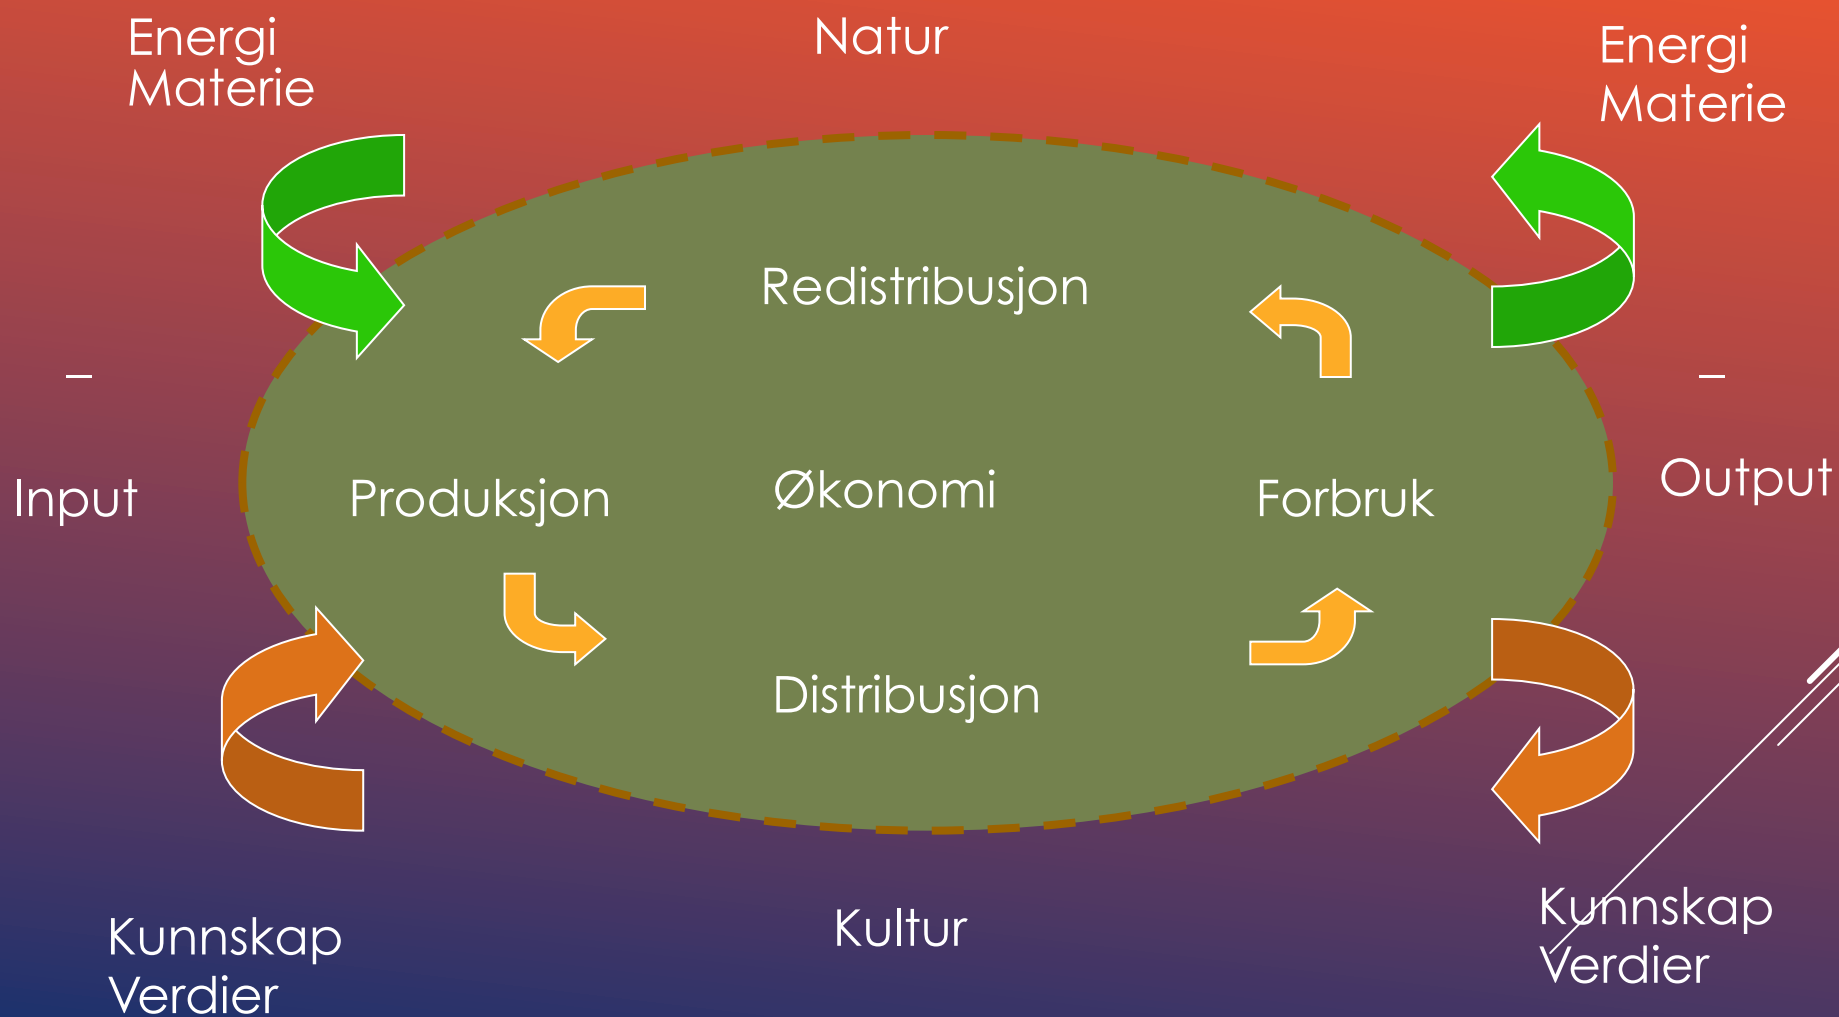 Energi
Materie
Natur
Energi
Materie
Redistribusjon
–
–
Input
Produksjon
Økonomi
Forbruk
Output
Distribusjon
Kunnskap
Verdier
Kultur
Kunnskap
Verdier